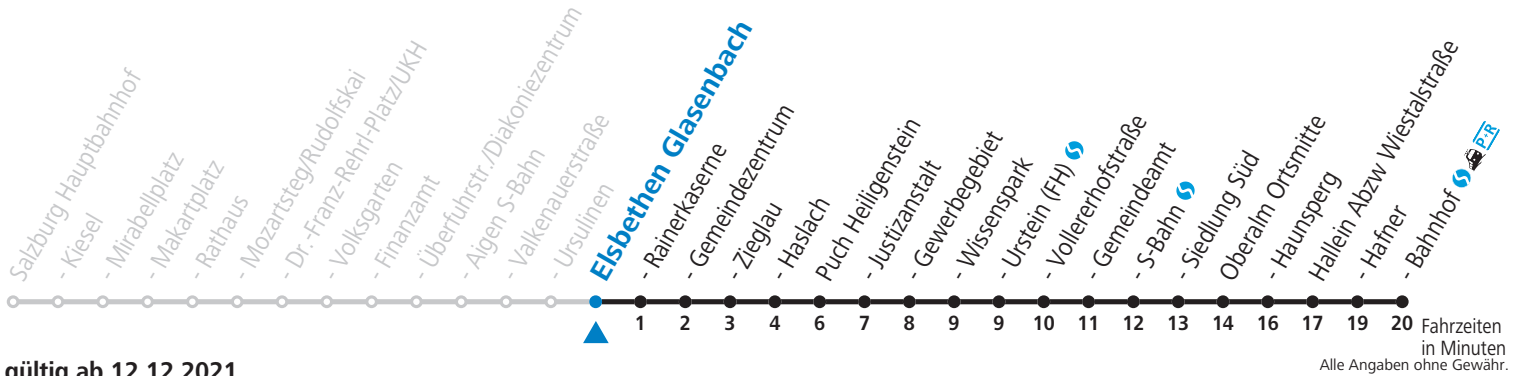 Salzburg Hauptbahnhof
- Kiesel
- Mirabellplatz
- Makartplatz
- Rathaus
- Mozartsteg/Rudolfskai
- Dr.-Franz-Rehrl-Platz/UKH
Volksgarten
- Finanzamt
- Überfuhrstr./Diakoniezentrum
- Aigen S-Bahn
- Valkenauerstraße
- Ursulinen
Elsbethen Glasenbach
- Rainerkaserne
- Gemeindezentrum
- Zieglau
- Haslach
Puch Heiligenstein
- Justizanstalt
- Gewerbegebiet
- Wissenspark
- Urstein (FH)
- Vollererhofstraße
- Gemeindeamt
- S-Bahn
- Siedlung Süd
Oberalm Ortsmitte
- Haunsperg
Hallein Abzw Wiestalstraße
- Hafner
- Bahnhof P+R
1 2 3 4 6 7 8 9 9 10 11 12 13 14 16 17 19 20 Fahrzeiten
in Minuten
Alle Angaben ohne Gewähr.
gültig ab 12.12.2021